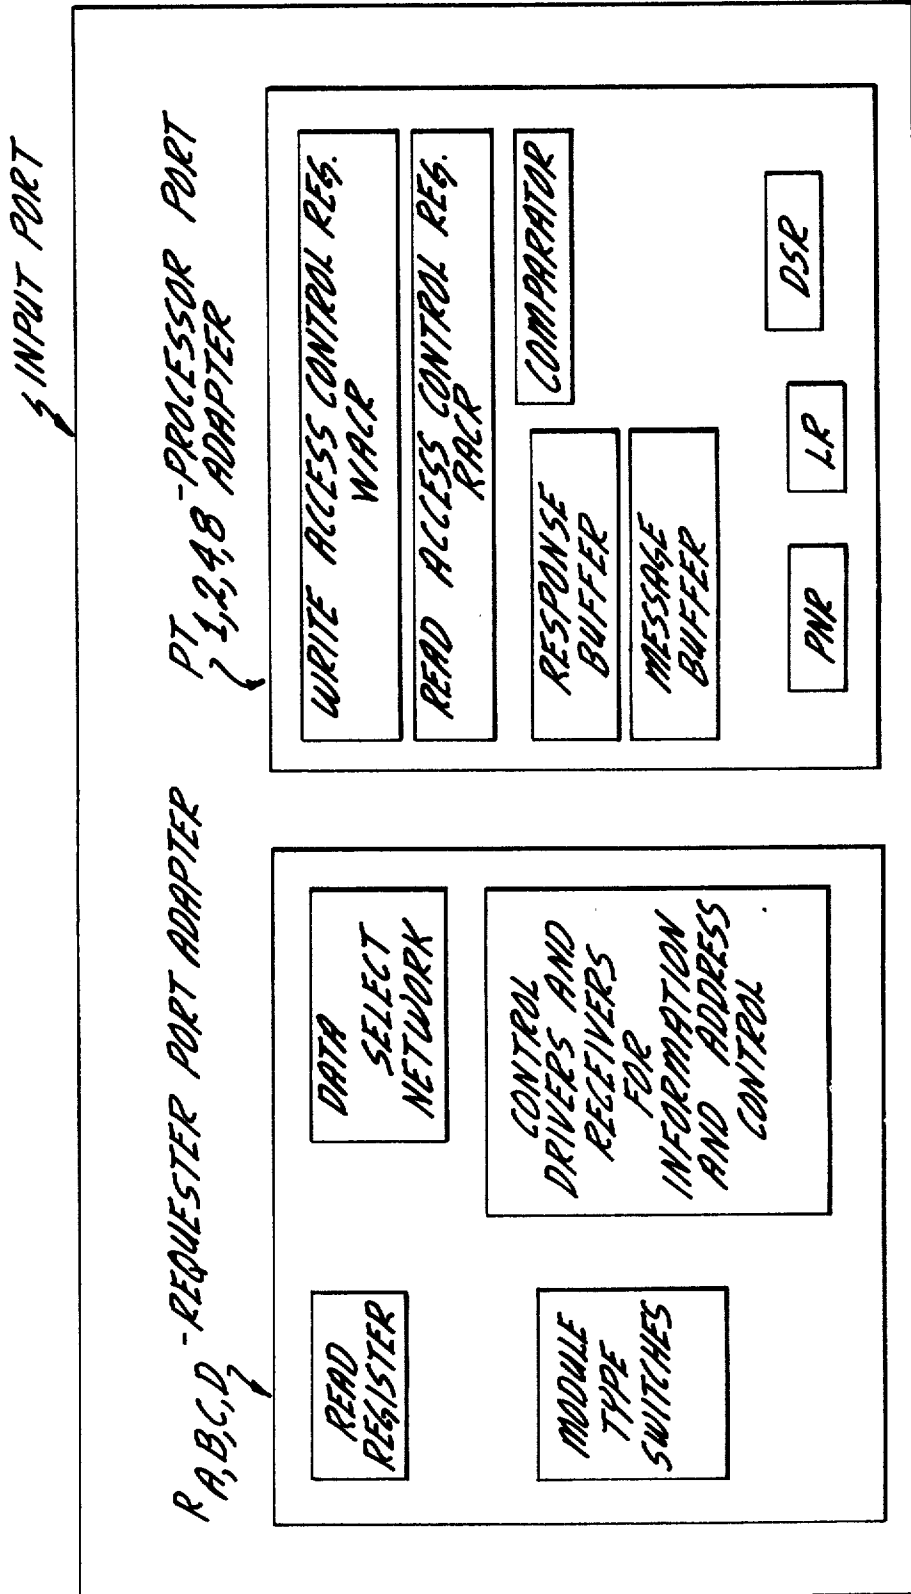 INPUT PORT
R A,B,C,D -REQUESTER PORT ADAPTER
READ
REGISTER
DATA
SELECT
NETWORK
MODULE
TYPE
SWITCHES
CONTROL
DRIVERS AND
RECEIVERS
FOR
INFORMATION
AND ADDRESS
CONTROL
PT 1,2,4,8 -PROCESSOR PORT
ADAPTER
WRITE ACCESS CONTROL REG.
WACR
READ ACCESS CONTROL REG.
RACR
RESPONSE
BUFFER
COMPARATOR
MESSAGE
BUFFER
PNR
LR
DSR